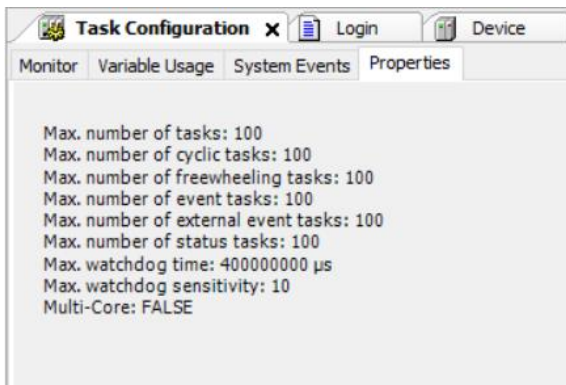 Task Configuration Login Device
Monitor Variable Usage System Events Properties
Max. number of tasks: 100
Max. number of cyclic tasks: 100
Max. number of freewheeling tasks: 100
Max. number of event tasks: 100
Max. number of external event tasks: 100
Max. number of status tasks: 100
Max. watchdog time: 400000000 µs
Max. watchdog sensitivity: 10
Multi-Core: FALSE